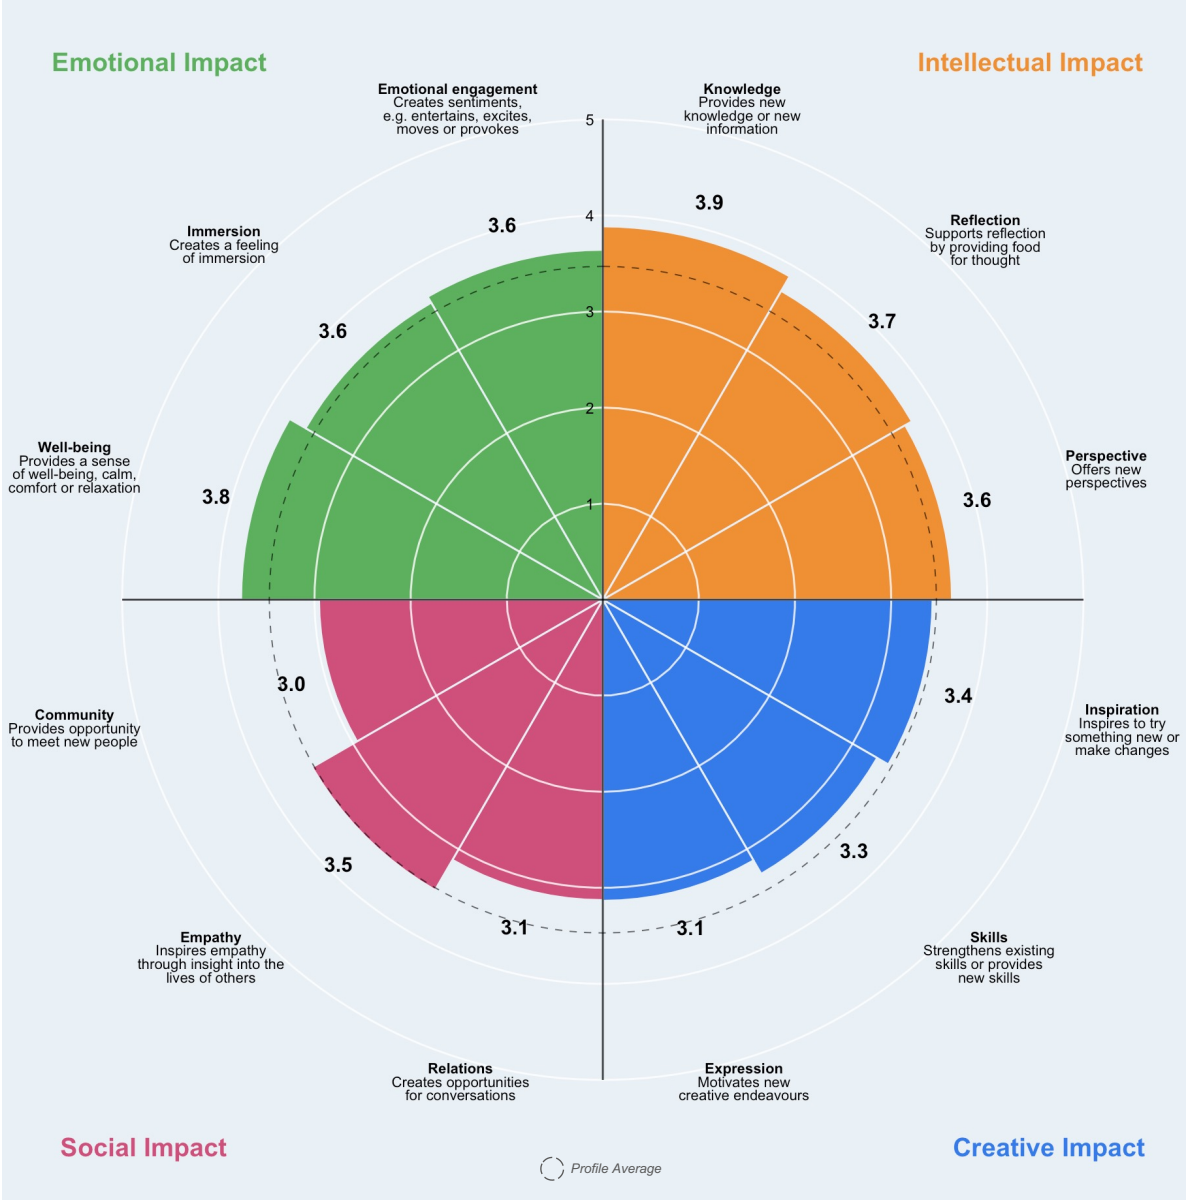 Emotional Impact
Intellectual Impact
Emotional engagement
Creates sentiments,
e.g. entertains, excites,
moves or provokes
Knowledge
Provides new
knowledge or new
information
5
4
3
2
1
3.6
3.9
Immersion
Creates a feeling
of immersion
3.6
Reflection
Supports reflection
by providing food
for thought
3.7
Well-being
Provides a sense
of well-being, calm,
comfort or relaxation
3.8
Perspective
Offers new
perspectives
3.6
Community
Provides opportunity
to meet new people
3.0
Inspiration
Inspires to try
something new or
make changes
3.4
Empathy
Inspires empathy
through insight into the
lives of others
3.5
Skills
Strengthens existing
skills or provides
new skills
3.3
Relations
Creates opportunities
for conversations
3.1
Expression
Motivates new
creative endeavours
3.1
Social Impact
Creative Impact
Profile Average